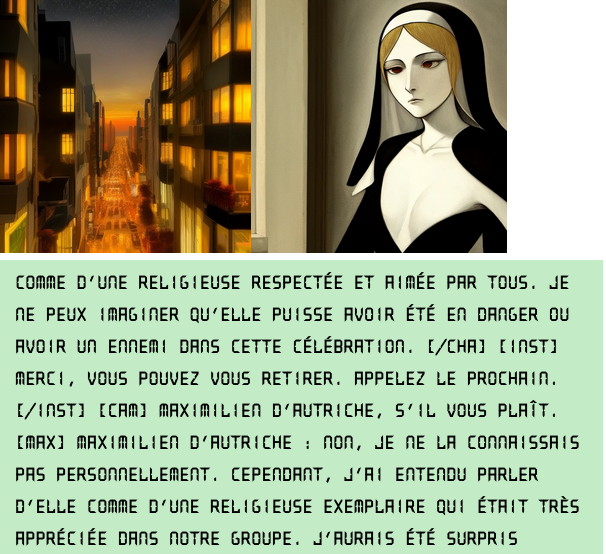 COMME D'UNE RELIGIEUSE RESPECTÉE ET AIMÉE PAR TOUS. JE
NE PEUX IMAGINER QU'ELLE PUISSE AVOIR ÉTÉ EN DANGER OU
AVOIR UN ENNEMI DANS CETTE CÉLÉBRATION. [/CHA] [INST]
MERCI, VOUS POUVEZ VOUS RETIRER. APPELEZ LE PROCHAIN.
[/INST] [CAM] MAXIMILIEN D'AUTRICHE, S'IL VOUS PLAÎT.
[MAX] MAXIMILIEN D'AUTRICHE : NON, JE NE LA CONNAISSAIS
PAS PERSONNELLEMENT. CEPENDANT, J'AI ENTENDU PARLER
D'ELLE COMME D'UNE RELIGIEUSE EXEMPLAIRE QUI ÉTAIT TRÈS
APPRÉCIÉE DANS NOTRE GROUPE. J'AURAIS ÉTÉ SURPRIS